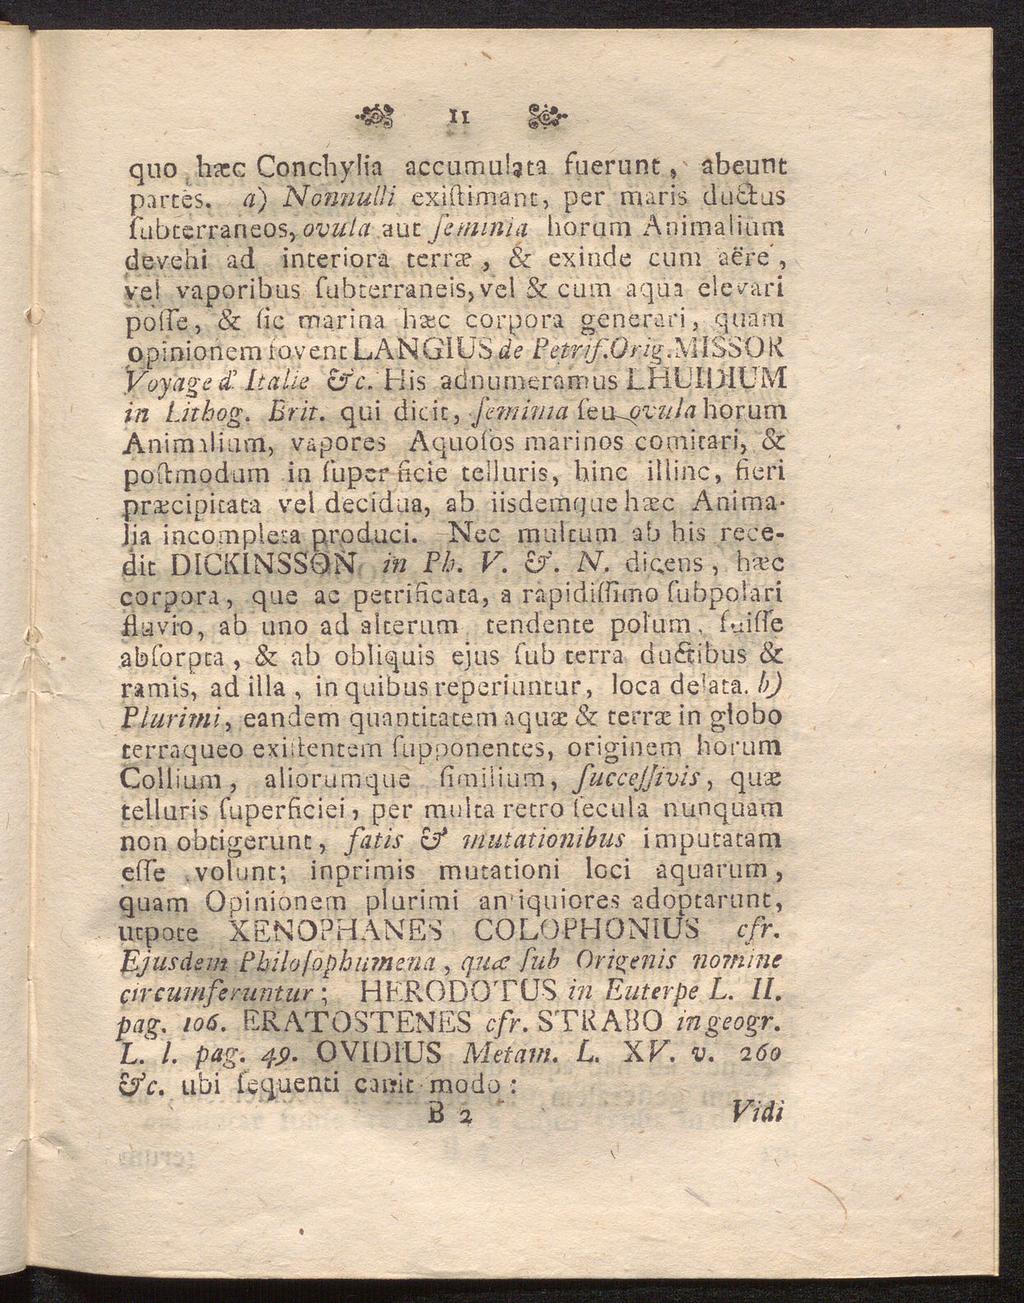 11
quo hæc Conchylia accumulata fuerunt, abeunt
partes. a) Nonnulli exiſtimant, per maris ductus
ſubterraneos, ovula aut ſeminia horum Animalium
devehi ad interiora terræ, & exinde cum aëre,
vel vaporibus ſubterraneis, vel & cum aqua elevari
poſſe, & ſic marina hæc corpora generari, quam
opinionem fovent LANGIUS de Petrif. Orig. MISSOR
Voyage d' Italie &c. His adnumeramus LHUIDIUM
in Lithog. Brit. qui dicit, ſeminia ſeu ovula horum
Animalium, vapores Aquoſos marinos comitari, &
poſtmodum in ſuperficie telluris, hinc illinc, fieri
præcipitata vel decidua, ab iisdemque hæc Anima-
lia incompleta produci. Nec multum ab his rece-
dit DICKINSSON in Ph. V. & N. dicens, hæc
corpora, que ac petrificata, a rapidiſſimo ſubpolari
fluvio, ab uno ad alterum tendente polum, fuiſſe
abſorpta, & ab obliquis ejus ſub terra ductibus &
ramis, ad illa, in quibus reperiuntur, loca delata. b)
Plurimi, eandem quantitatem aquæ & terræ in globo
terraqueo exiſtentem ſupponentes, originem horum
Collium, aliorumque ſimilium, ſucceſſivis, quæ
telluris ſuperficiei, per multa retro ſecula nunquam
non obtigerunt, fatis & mutationibus imputatam
eſſe volunt; inprimis mutationi loci aquarum,
quam Opinionem plurimi antiquiores adoptarunt,
utpote XENOPHANES COLOPHONIUS cfr.
Ejusdem Philoſophumena, quæ ſub Origenis nomine
circumferuntur; HERODOTUS in Euterpe L. II.
pag. 106. ERATOSTENES cfr. STRABO in geogr.
L. I. pag. 49. OVIDIUS Metam. L. XV. v. 260
&c. ubi ſequenti canit modo:
B 2 Vidi